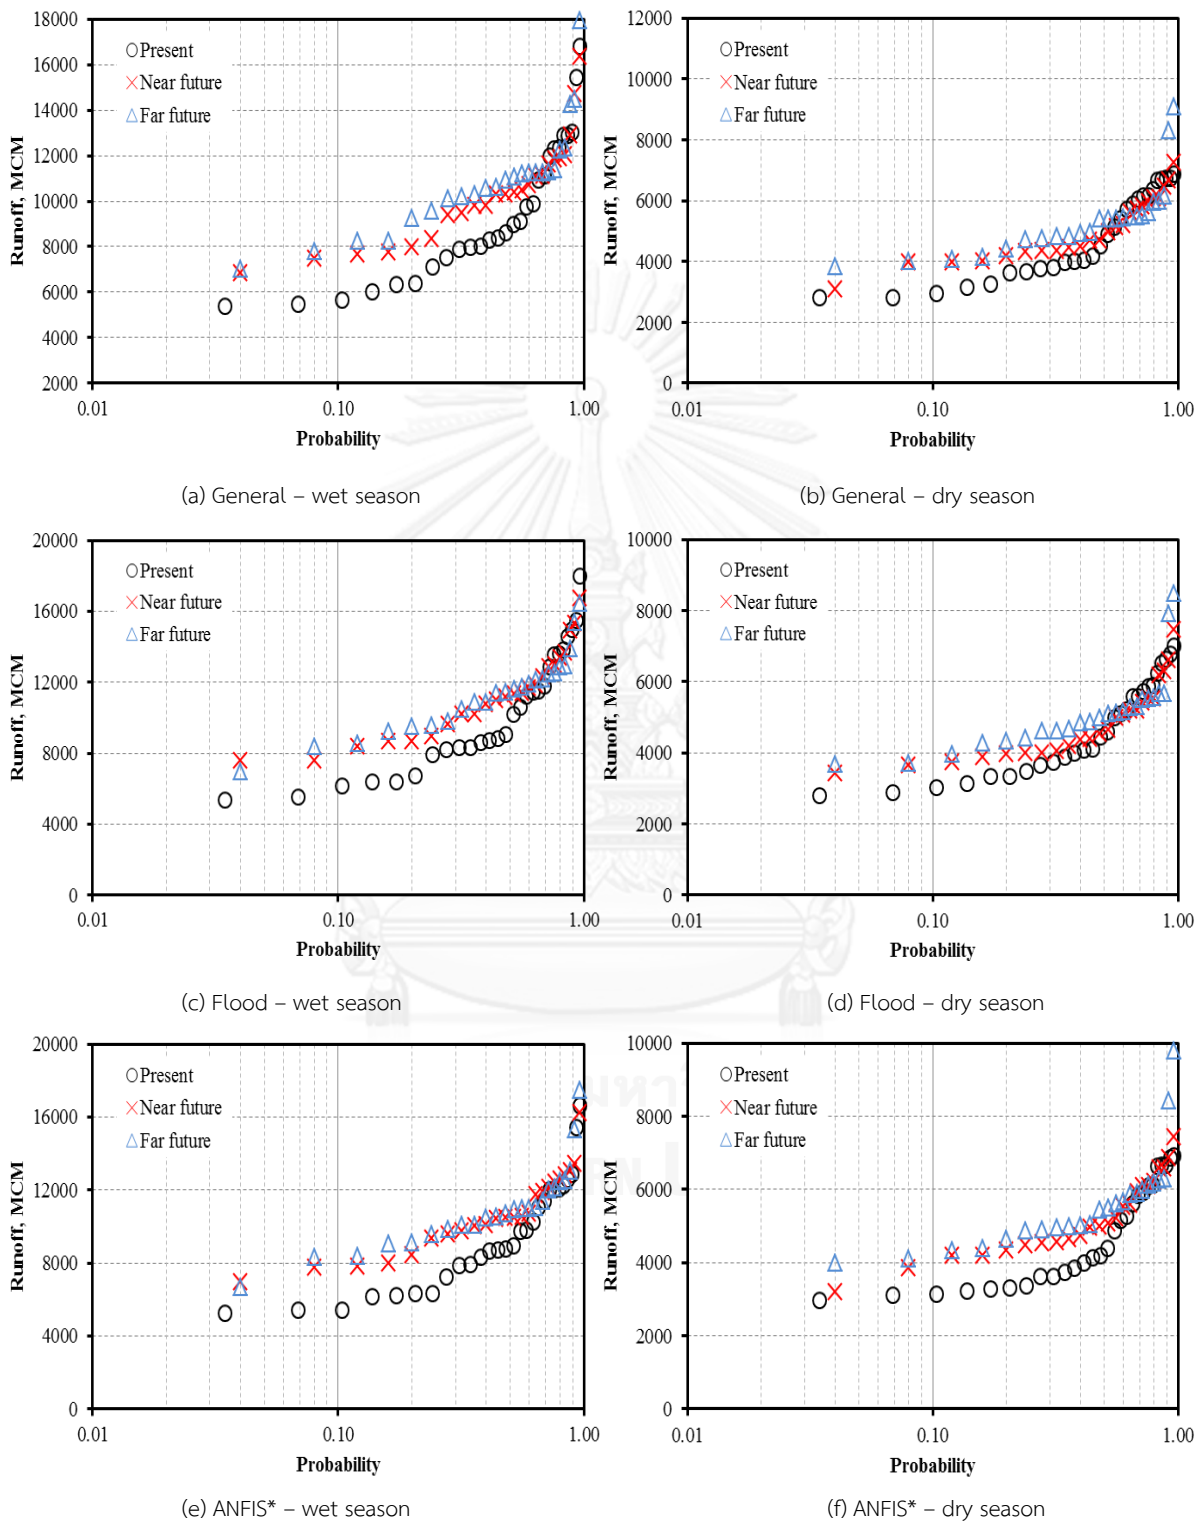 18000
16000
14000
12000
10000
8000
6000
4000
2000
Runoff, MCM
Present
Near future
Far future
0.01 0.10 1.00
Probability
(a) General – wet season
12000
10000
8000
6000
4000
2000
0
Runoff, MCM
Present
Near future
Far future
0.01 0.10 1.00
Probability
(b) General – dry season
20000
16000
12000
8000
4000
0
Runoff, MCM
Present
Near future
Far future
0.01 0.10 1.00
Probability
(c) Flood – wet season
10000
8000
6000
4000
2000
0
Runoff, MCM
Present
Near future
Far future
0.01 0.10 1.00
Probability
(d) Flood – dry season
20000
16000
12000
8000
4000
0
Runoff, MCM
Present
Near future
Far future
0.01 0.10 1.00
Probability
(e) ANFIS* – wet season
10000
8000
6000
4000
2000
0
Runoff, MCM
Present
Near future
Far future
0.01 0.10 1.00
Probability
(f) ANFIS* – dry season